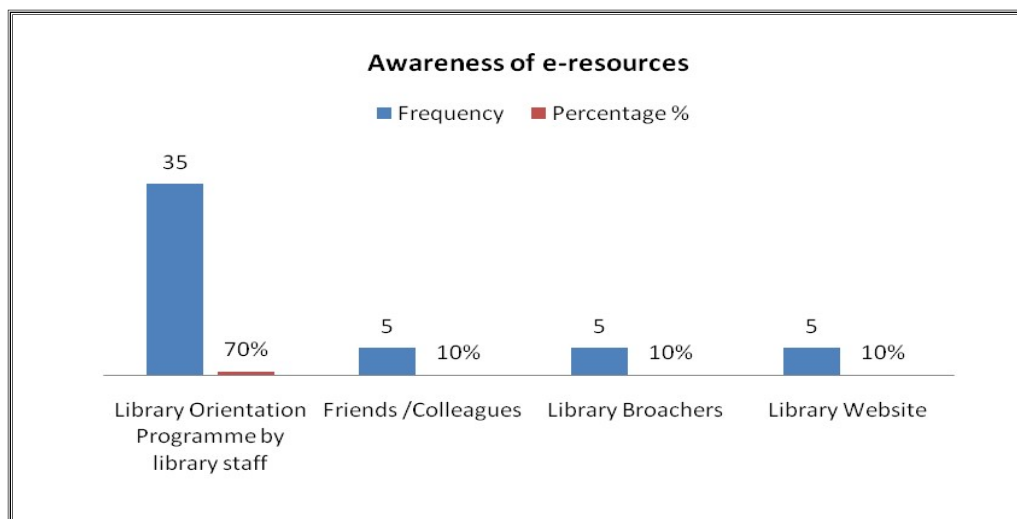 Awareness of e-resources
Frequency Percentage %
35
70%
5
10%
5
10%
5
10%
Library Orientation
Programme by
library staff
Friends /Colleagues
Library Broachers
Library Website